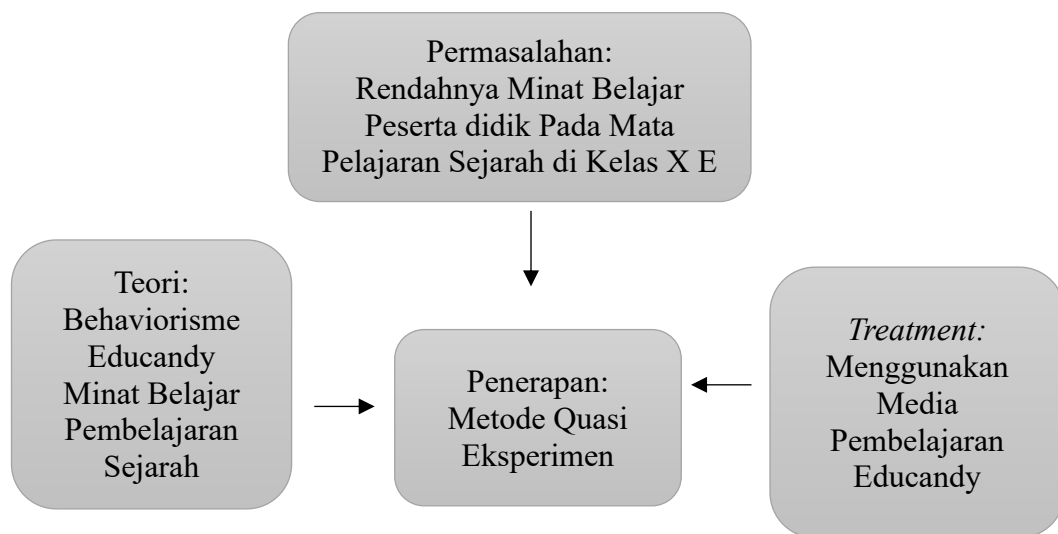 Permasalahan:
Rendahnya Minat Belajar
Peserta didik Pada Mata
Pelajaran Sejarah di Kelas X E
Teori:
Behaviorisme
Educandy
Minat Belajar
Pembelajaran
Sejarah
Penerapan:
Metode Quasi
Eksperimen
Treatment:
Menggunakan
Media
Pembelajaran
Educandy